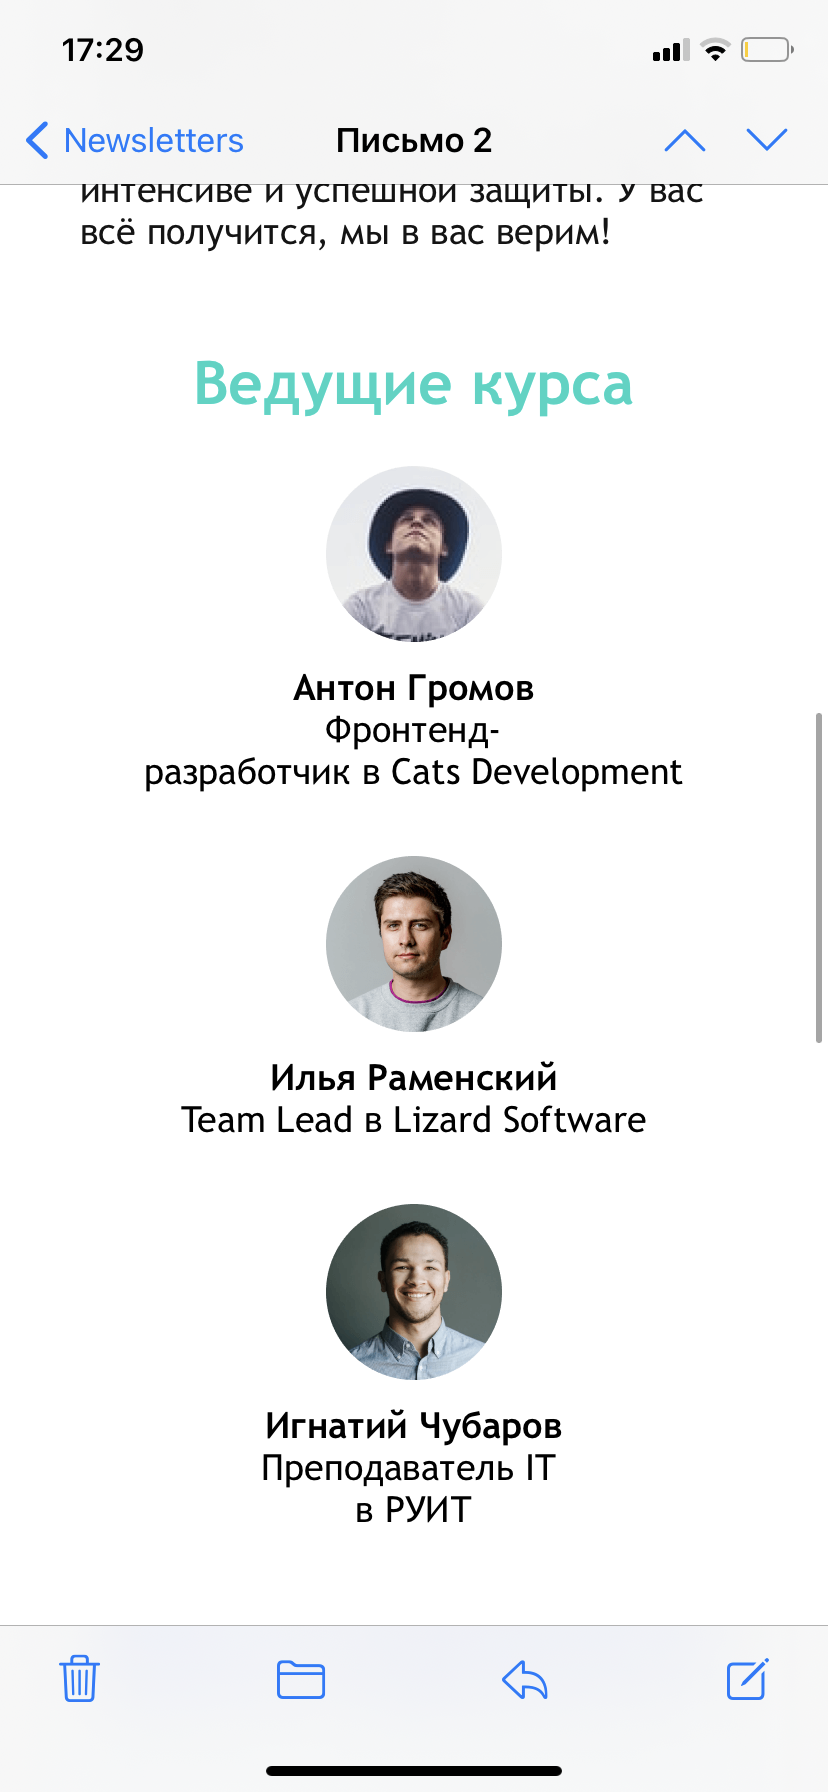 17:29
Newsletters
Письмо 2
интенсиве и успешной защиты. У вас
всё получится, мы в вас верим!
Ведущие курса
Антон Громов
Фронтенд-
разработчик в Cats Development
Илья Раменский
Team Lead в Lizard Software
Игнатий Чубаров
Преподаватель IT
в РУИТ